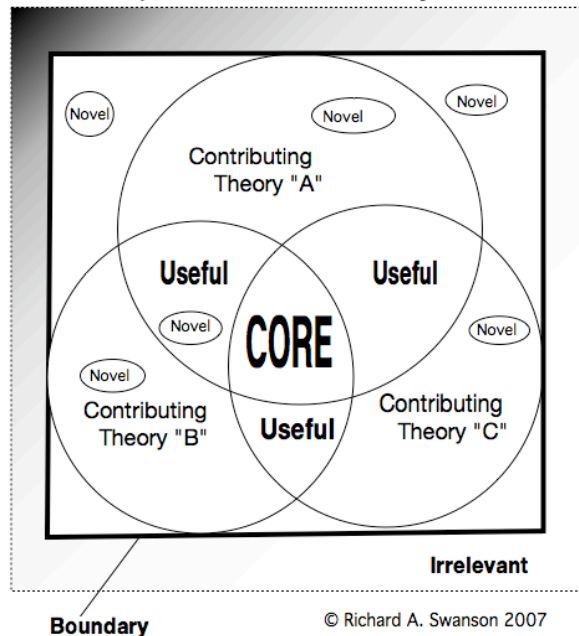 Novel
Novel
Novel
Contributing
Theory "A"
Useful
Useful
Novel
CORE
Novel
Novel
Contributing
Theory "B"
Useful
Contributing
Theory "C"
Irrelevant
Boundary
© Richard A. Swanson 2007